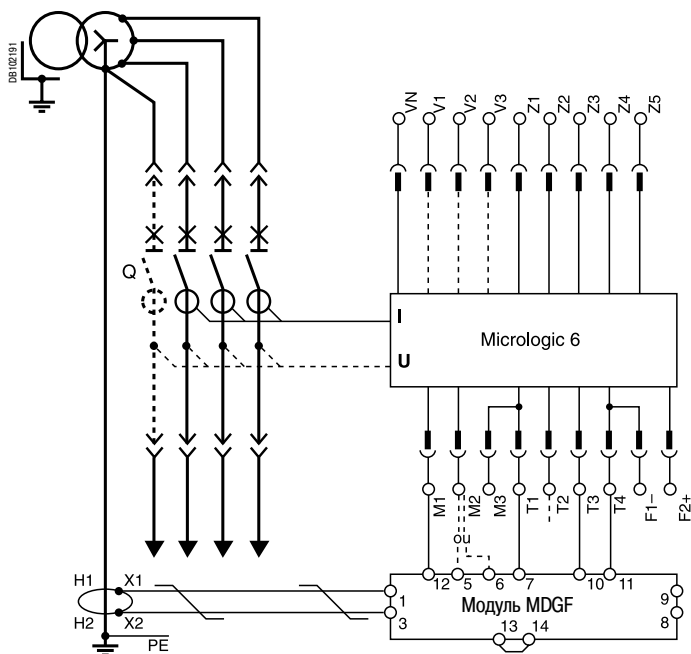 DB102191
VN V1 V2 V3 Z1 Z2 Z3 Z4 Z5
Q
I
Micrologic 6
U
M1 M2 M3 T1 T2 T3 T4 F1– F2+
ou
12 5 6 7 10 11
H1 X1
1 Модуль MDGF 9
H2 X2 3 8
13 14
PE